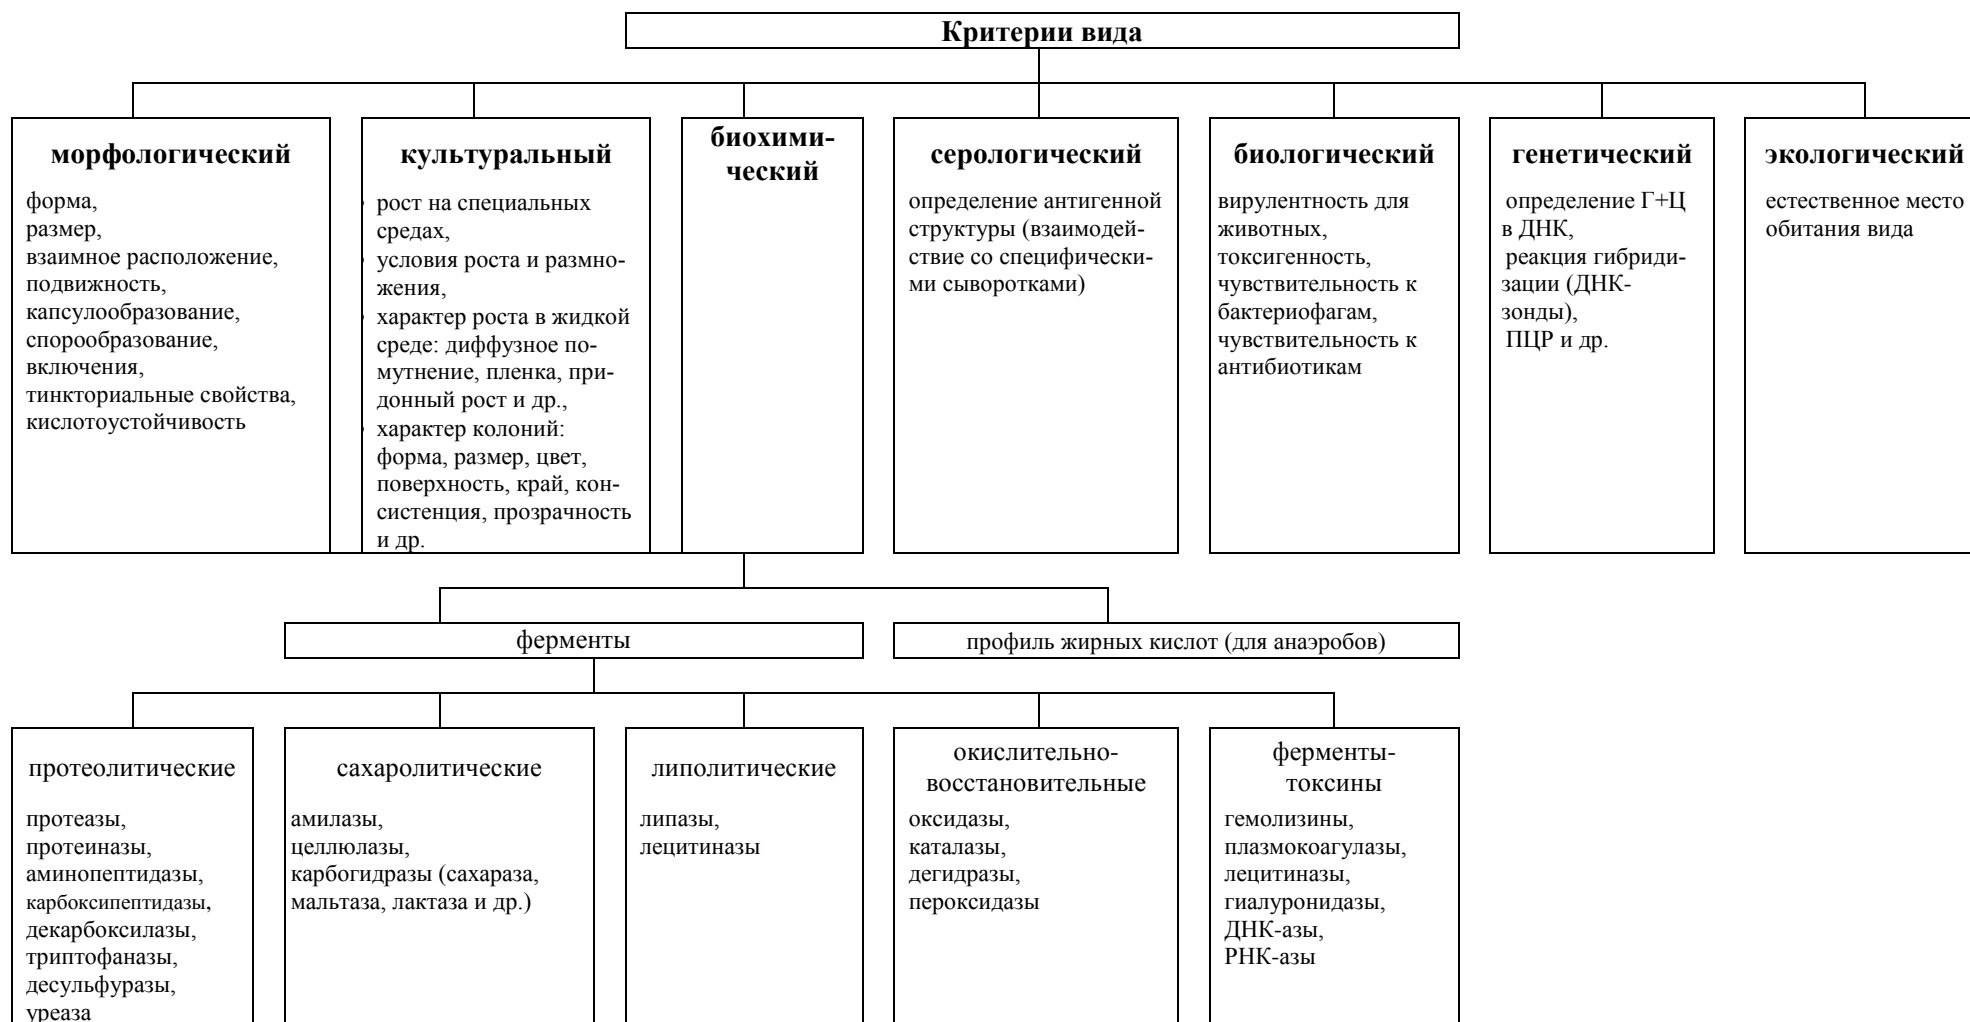 Критерии вида
морфологический
форма,
размер,
взаимное расположение,
подвижность,
капсулообразование,
спорообразование,
включения,
тинкториальные свойства,
кислотоустойчивость
культуральный
рост на специальных
средах,
условия роста и размно-
жения,
характер роста в жидкой
среде: диффузное по-
мутнение, пленка, при-
донный рост и др.,
характер колоний:
форма, размер, цвет,
поверхность, край, кон-
систенция, прозрачность
и др.
биохими-
ческий
серологический
определение антигенной
структуры (взаимодей-
ствие со специфически-
ми сыворотками)
биологический
вирулентность для
животных,
токсигенность,
чувствительность к
бактериофагам,
чувствительность к
антибиотикам
генетический
определение Г+Ц
в ДНК,
реакция гибриди-
зации (ДНК-
зонды),
ПЦР и др.
экологический
естественное место
обитания вида
ферменты
профиль жирных кислот (для анаэробов)
протеолитические
протеазы,
протеиназы,
аминопептидазы,
карбоксипептидазы,
декарбоксилазы,
триптофаназы,
десульфуразы,
уреаза
сахаролитические
амилазы,
целлюлазы,
карбогидразы (сахараза,
мальтаза, лактаза и др.)
липолитические
липазы,
лецитиназы
окислительно-
восстановительные
оксидазы,
каталазы,
дегидразы,
пероксидазы
ферменты-
токсины
гемолизины,
плазмокоагулазы,
лецитиназы,
гиалуронидазы,
ДНК-азы,
РНК-азы